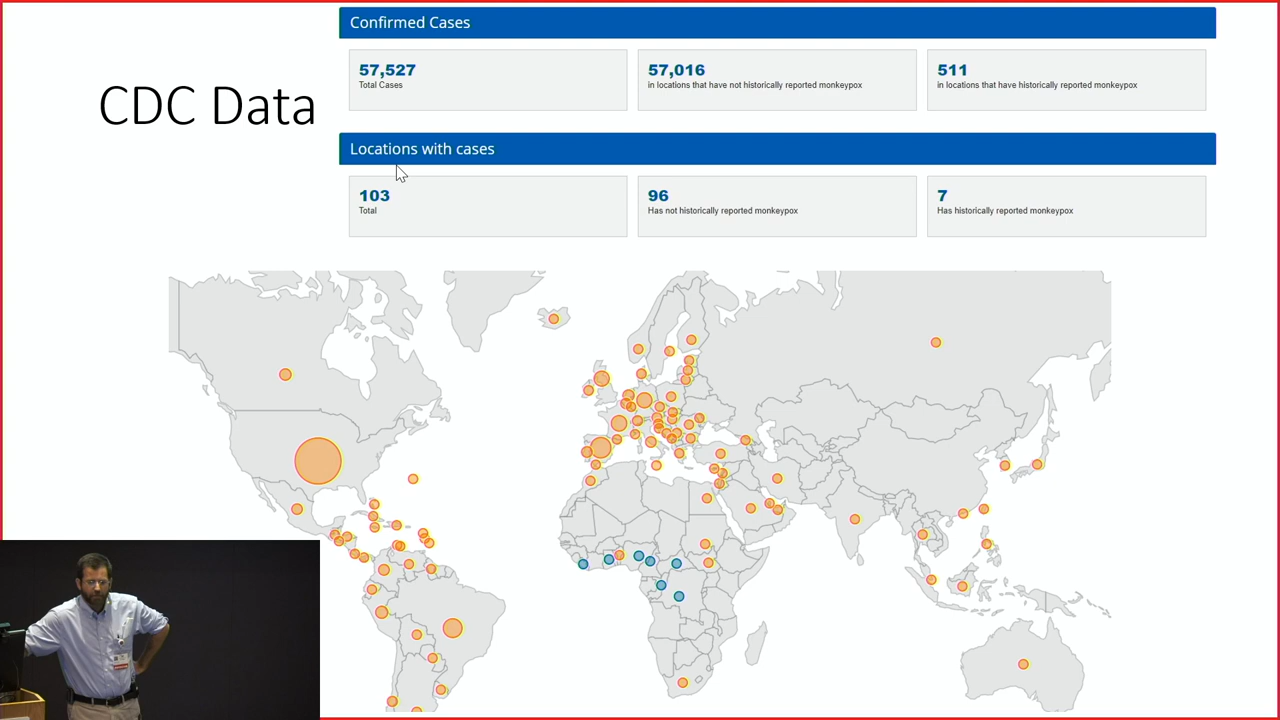 CDC Data
Confirmed Cases
57,527
Total Cases
57,016
in locations that have not historically reported monkeypox
511
in locations that have historically reported monkeypox
Locations with cases
103
Total
96
Has not historically reported monkeypox
7
Has historically reported monkeypox